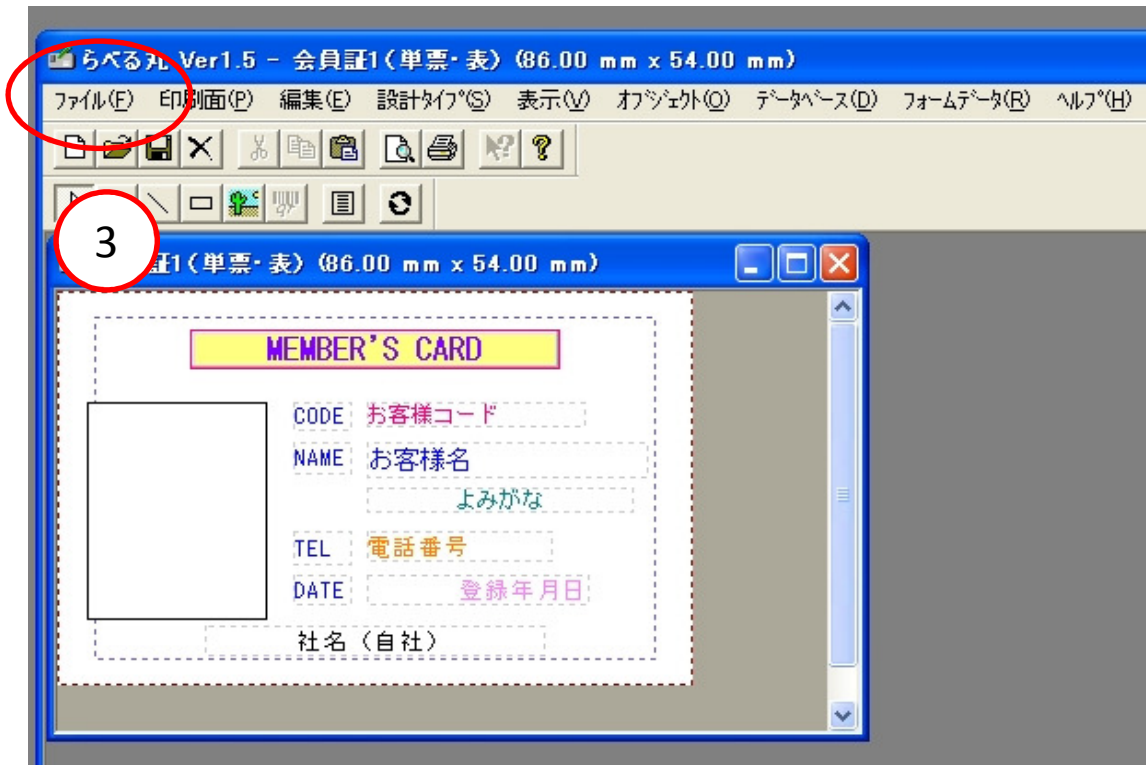 らべる丸 Ver1.5 - 会員証1(単票・表) (86.00 mm x 54.00 mm)
ﾌｧｲﾙ(F) 印刷面(P) 編集(E) 設計ﾀｲﾌﾟ(S) 表示(V) ｵﾌﾞｼﾞｪｸﾄ(O) ﾃﾞｰﾀﾍﾞｰｽ(D) ﾌｫｰﾑﾃﾞｰﾀ(R) ﾍﾙﾌﾟ(H)
3
証1(単票・表) (86.00 mm x 54.00 mm)
MEMBER'S CARD
CODE お客様コード
NAME お客様名
よみがな
TEL 電話番号
DATE 登録年月日
社名（自社）